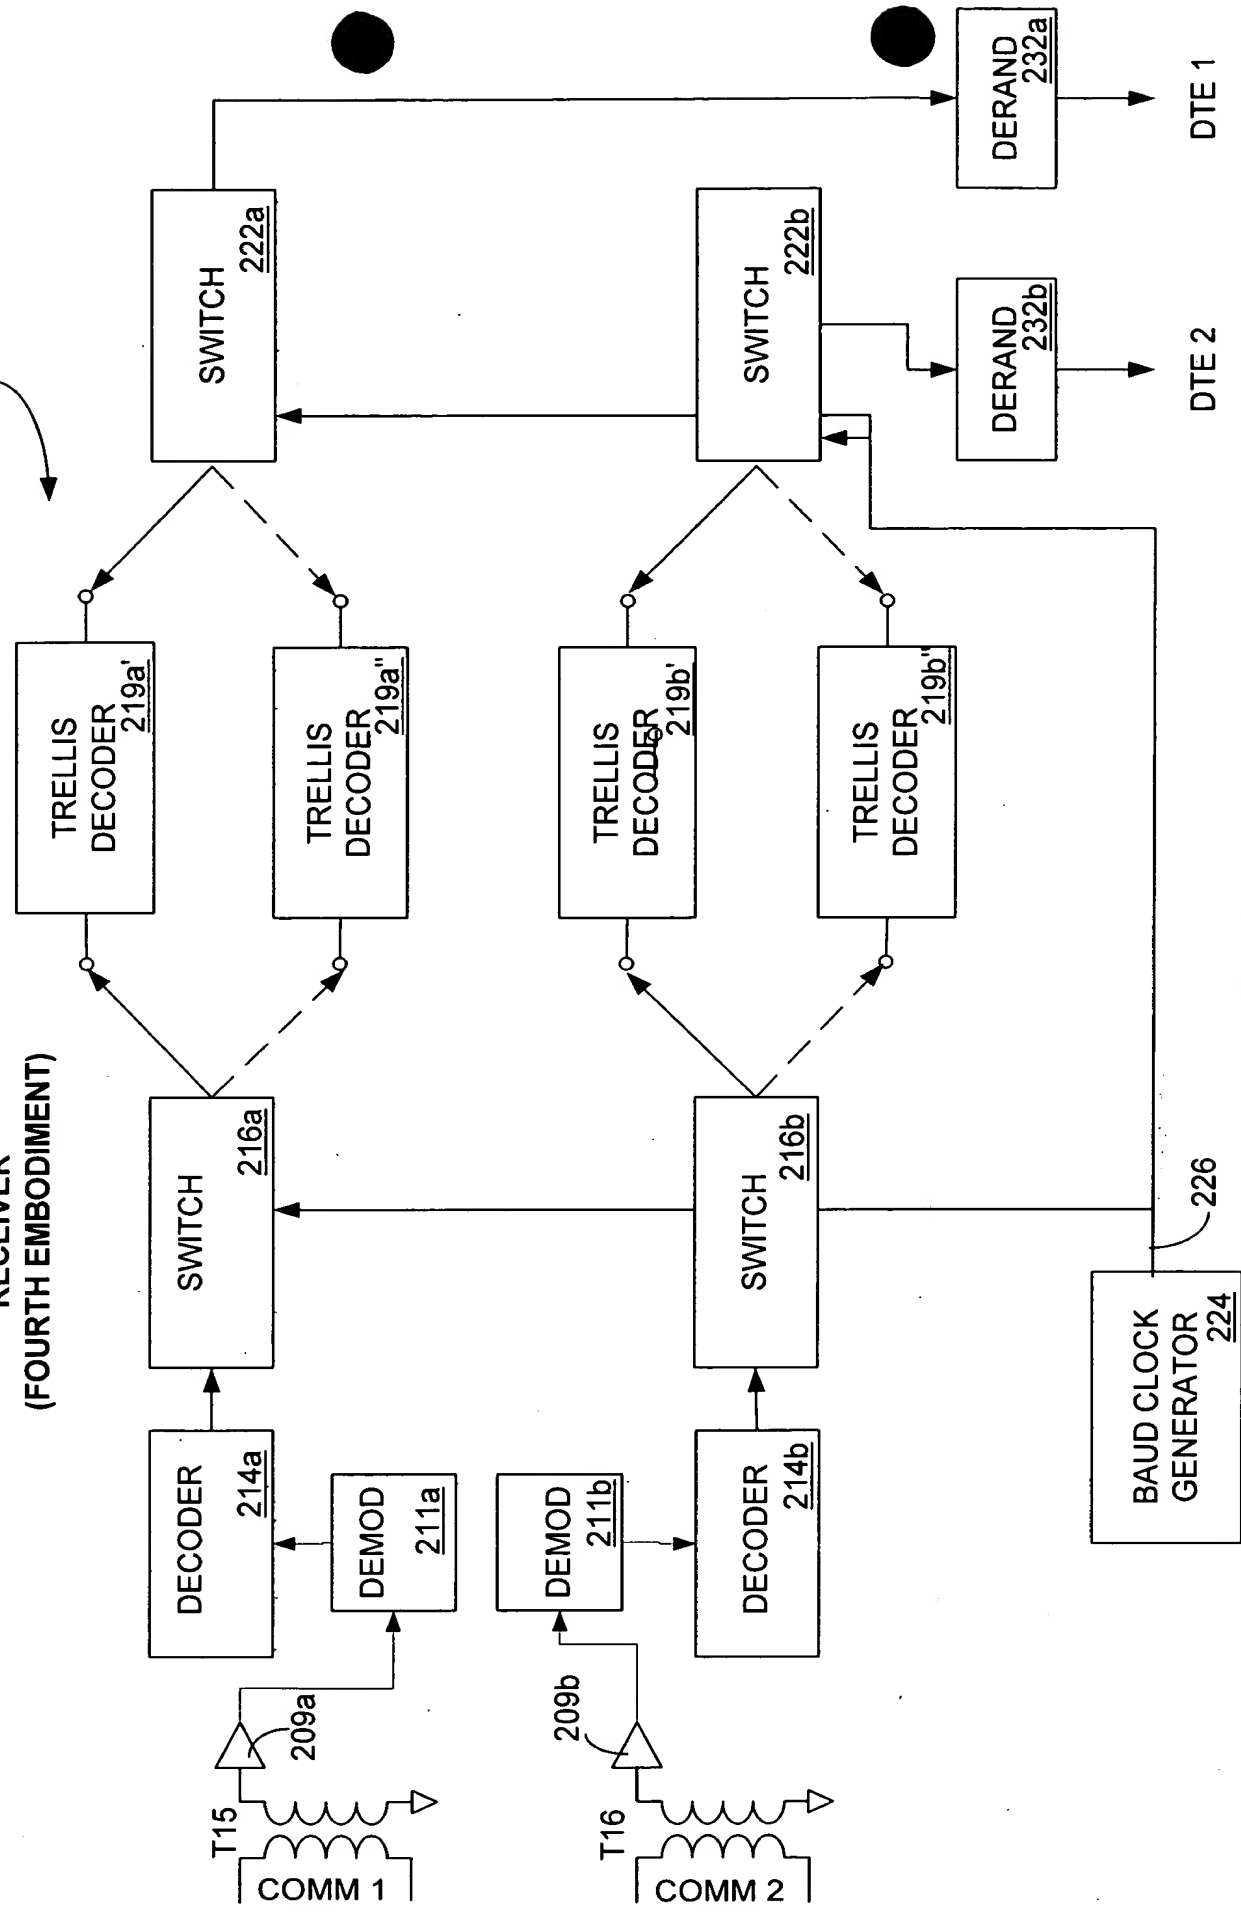 RECEIVER
(FOURTH EMBODIMENT)
COMM 1
T15
209a
DEMOD
211a
DECODER
214a
SWITCH
216a
TRELLIS
DECODER
219a'
TRELLIS
DECODER
219a"
SWITCH
222a
DERAND
232a
DTE 1
COMM 2
T16
209b
DEMOD
211b
DECODER
214b
SWITCH
216b
TRELLIS
DECODER
219b'
TRELLIS
DECODER
219b"
SWITCH
222b
DERAND
232b
DTE 2
BAUD CLOCK
GENERATOR
224
226